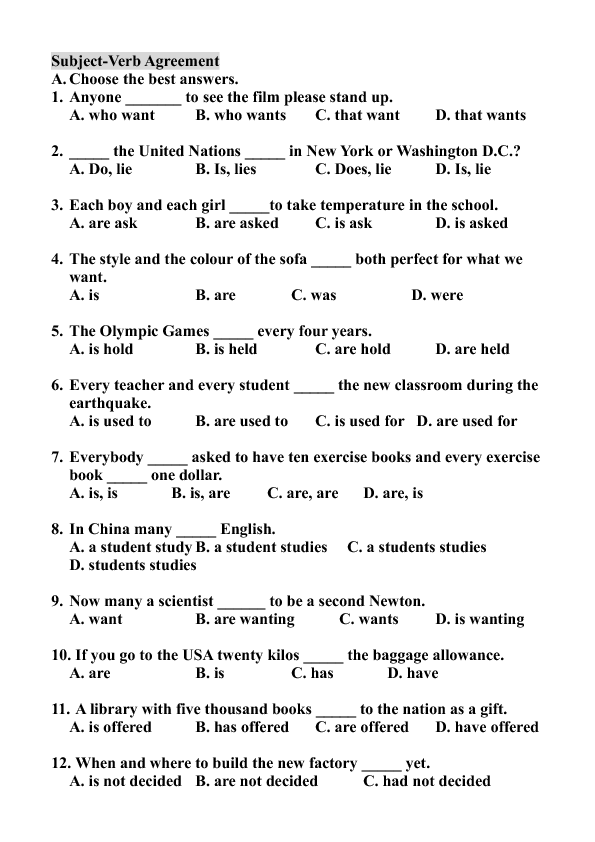 Subject-Verb Agreement
A. Choose the best answers.
1. Anyone _______ to see the film please stand up.
A. who want B. who wants C. that want D. that wants
2. _____ the United Nations _____ in New York or Washington D.C.?
A. Do, lie B. Is, lies C. Does, lie D. Is, lie
3. Each boy and each girl _____to take temperature in the school.
A. are ask B. are asked C. is ask D. is asked
4. The style and the colour of the sofa _____ both perfect for what we
want.
A. is B. are C. was D. were
5. The Olympic Games _____ every four years.
A. is hold B. is held C. are hold D. are held
6. Every teacher and every student _____ the new classroom during the
earthquake.
A. is used to B. are used to C. is used for D. are used for
7. Everybody _____ asked to have ten exercise books and every exercise
book _____ one dollar.
A. is, is B. is, are C. are, are D. are, is
8. In China many _____ English.
A. a student study B. a student studies C. a students studies
D. students studies
9. Now many a scientist ______ to be a second Newton.
A. want B. are wanting C. wants D. is wanting
10. If you go to the USA twenty kilos _____ the baggage allowance.
A. are B. is C. has D. have
11. A library with five thousand books _____ to the nation as a gift.
A. is offered B. has offered C. are offered D. have offered
12. When and where to build the new factory _____ yet.
A. is not decided B. are not decided C. had not decided